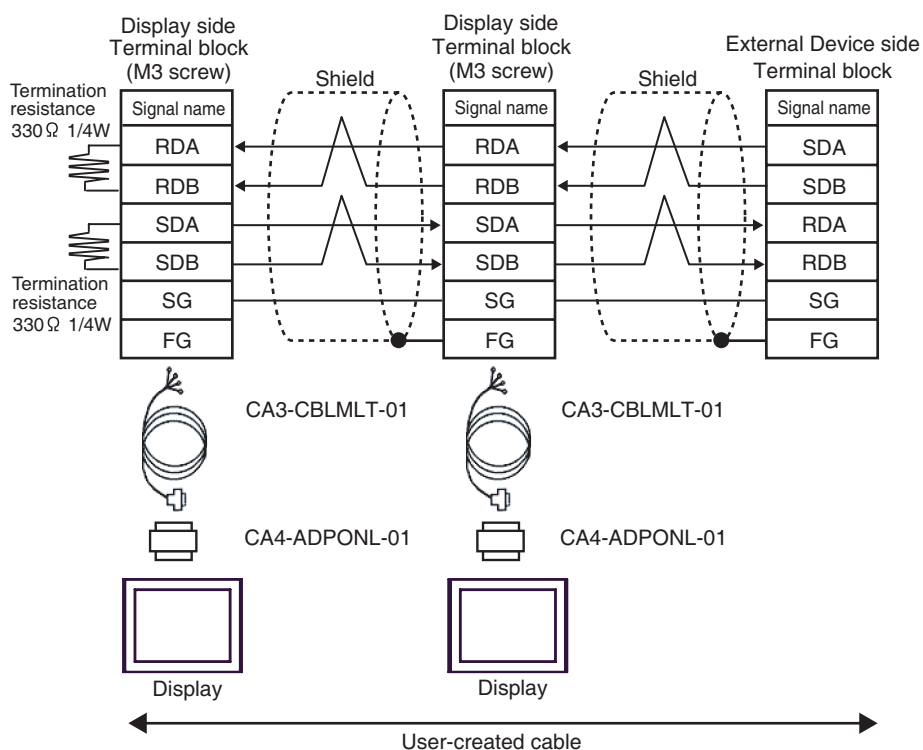 Display side
Terminal block
(M3 screw)
Display side
Terminal block
(M3 screw)
External Device side
Terminal block
Shield
Shield
Termination
resistance
330Ω 1/4W
Signal name
Signal name
Signal name
RDA
RDA
SDA
RDB
RDB
SDB
SDA
SDA
RDA
SDB
SDB
RDB
Termination
resistance
330Ω 1/4W
SG
SG
SG
FG
FG
FG
CA3-CBLMLT-01
CA3-CBLMLT-01
CA4-ADPONL-01
CA4-ADPONL-01
Display
Display
User-created cable